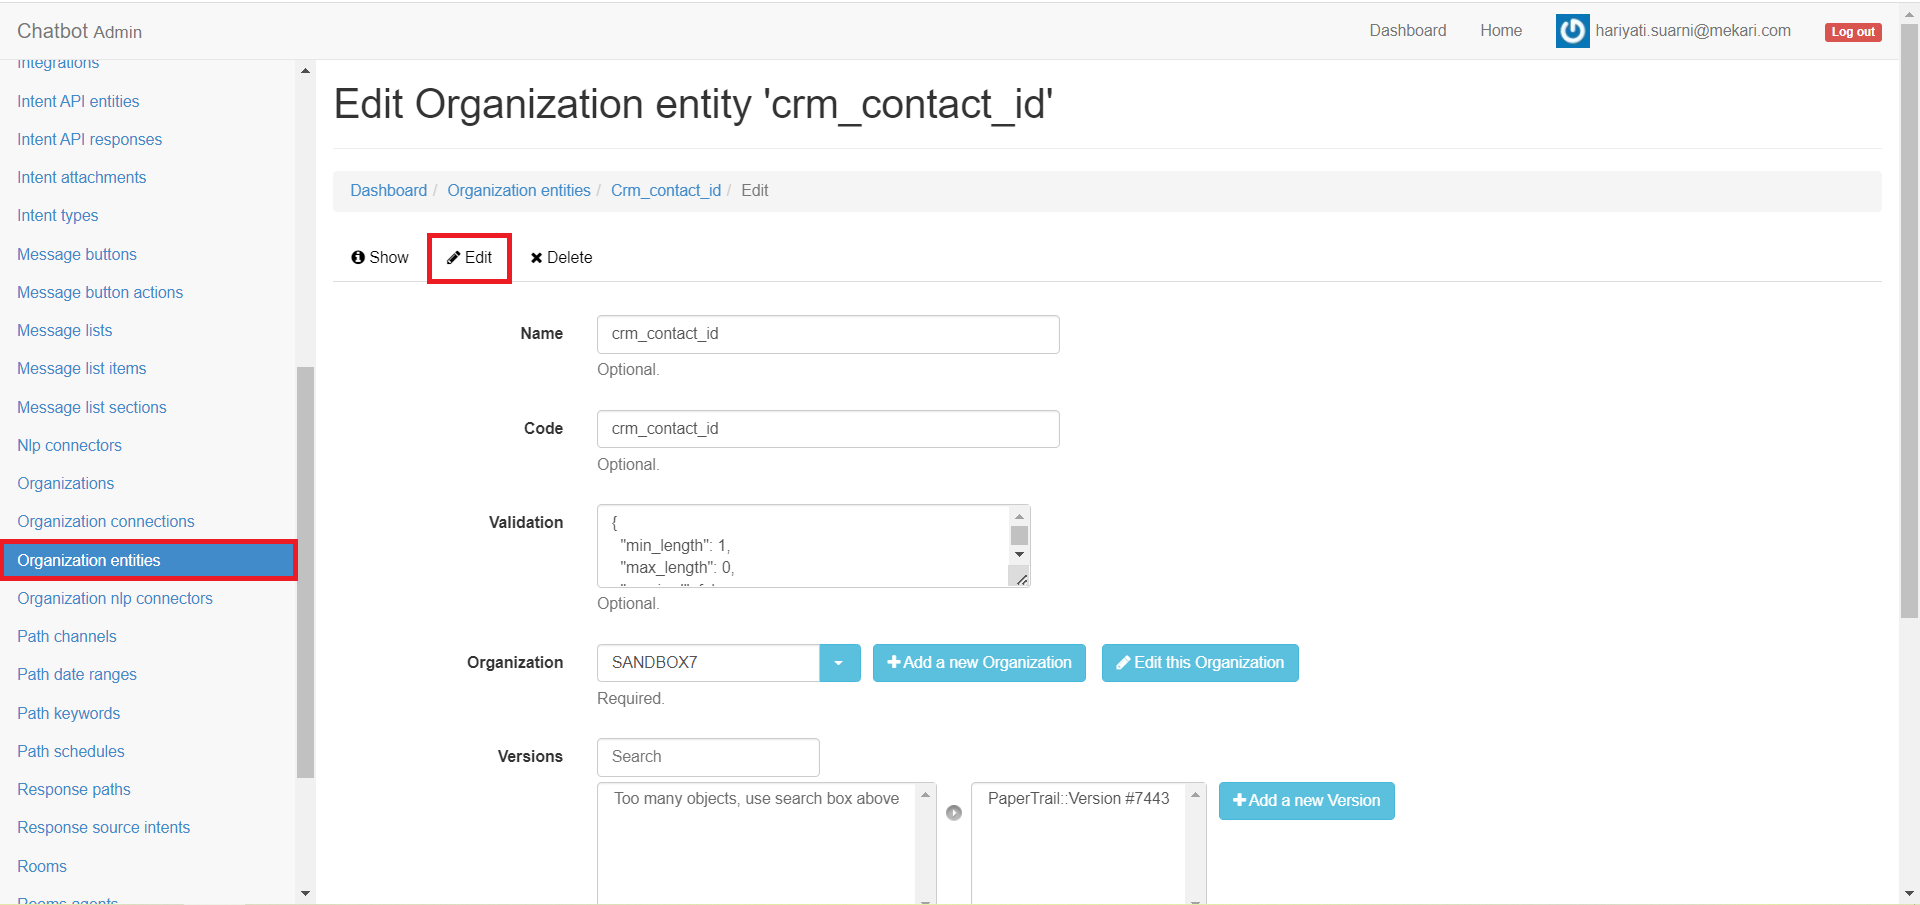 Chatbot Admin
Dashboard
Home
hariyati.suarni@mekari.com
Log out
Integrations
Intent API entities
Intent API responses
Intent attachments
Intent types
Message buttons
Message button actions
Message lists
Message list items
Message list sections
Nlp connectors
Organizations
Organization connections
Organization entities
Organization nlp connectors
Path channels
Path date ranges
Path keywords
Path schedules
Response paths
Response source intents
Rooms
Rooms agents
Edit Organization entity 'crm_contact_id'
Dashboard / Organization entities / Crm_contact_id / Edit
Show
Edit
Delete
Name
crm_contact_id
Optional.
Code
crm_contact_id
Optional.
Validation
{
"min_length": 1,
"max_length": 0,
Optional.
Organization
SANDBOX7
Add a new Organization
Edit this Organization
Required.
Versions
Search
Too many objects, use search box above
PaperTrail::Version #7443
Add a new Version